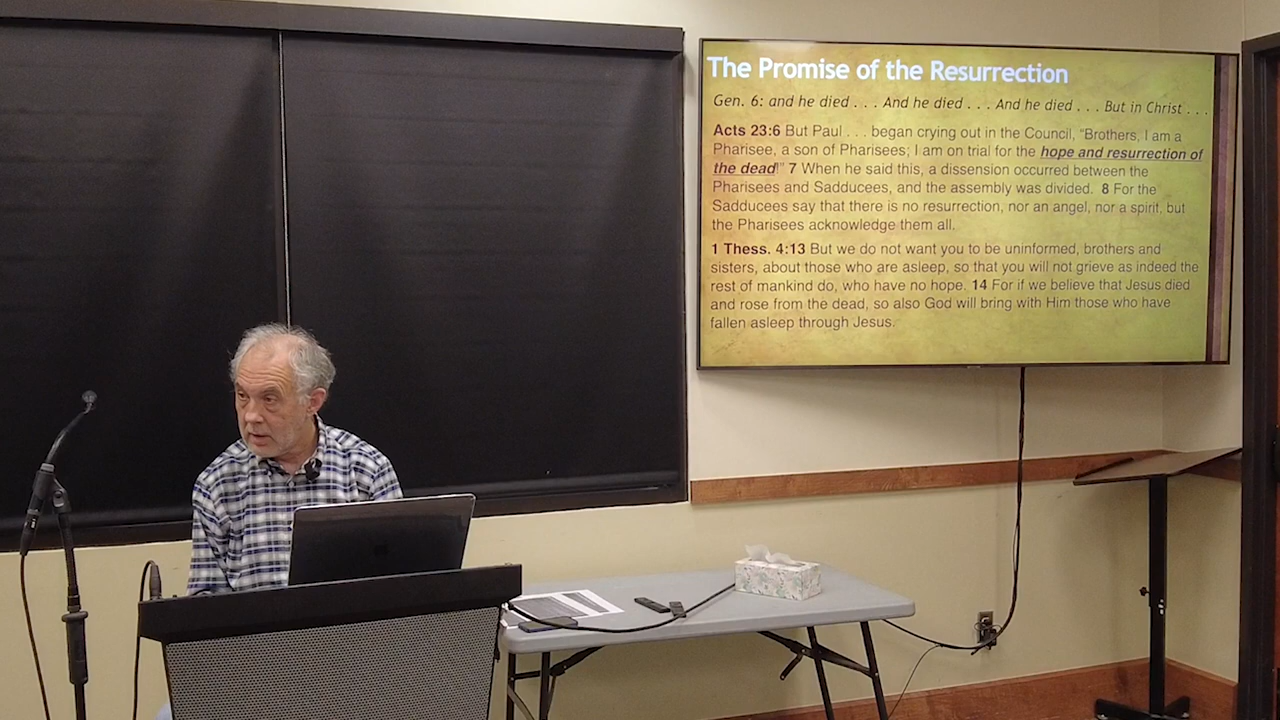 The Promise of the Resurrection
Gen. 6: and he died . . . And he died . . . And he died . . . But in Christ . . .
Acts 23:6 But Paul . . . began crying out in the Council, “Brothers, I am a
Pharisee, a son of Pharisees; I am on trial for the hope and resurrection of
the dead!” 7 When he said this, a dissension occurred between the
Pharisees and Sadducees, and the assembly was divided. 8 For the
Sadducees say that there is no resurrection, nor an angel, nor a spirit, but
the Pharisees acknowledge them all.
1 Thess. 4:13 But we do not want you to be uninformed, brothers and
sisters, about those who are asleep, so that you will not grieve as indeed the
rest of mankind do, who have no hope. 14 For if we believe that Jesus died
and rose from the dead, so also God will bring with Him those who have
fallen asleep through Jesus.